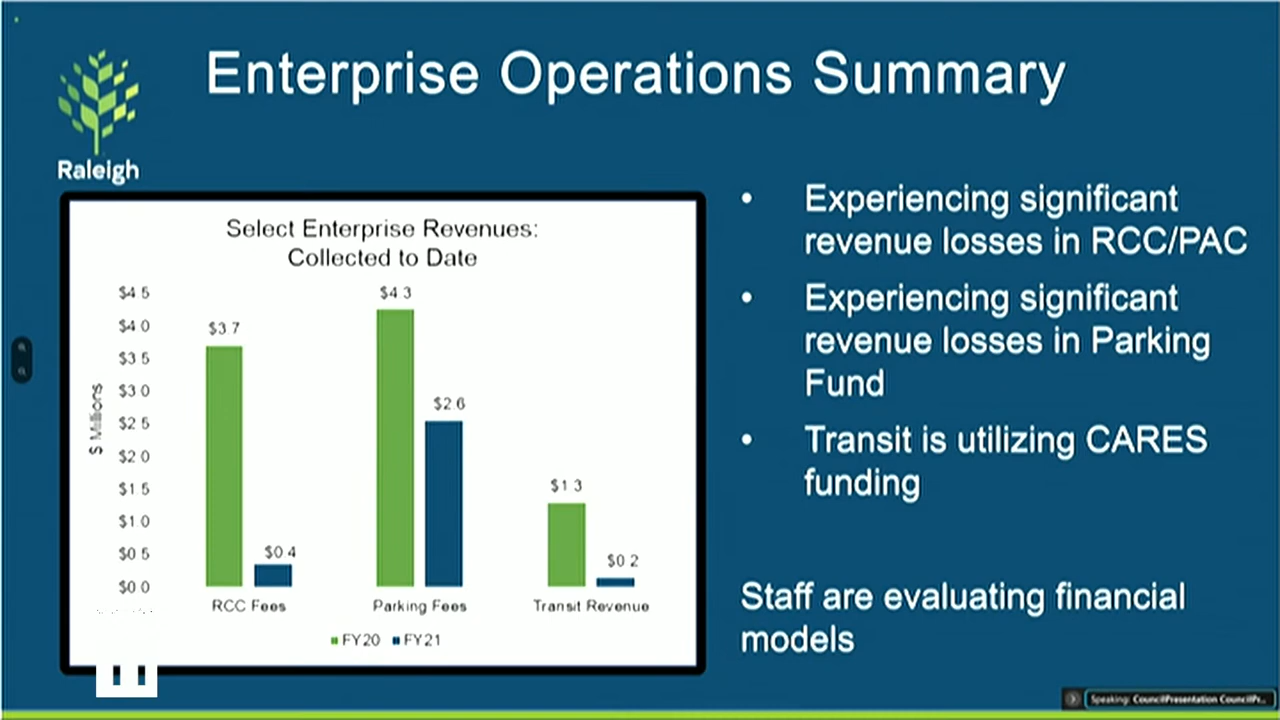 Enterprise Operations Summary
Raleigh
Select Enterprise Revenues:
Collected to Date
$4 5
$4 0
$3 5
$3 0
$2 5
$2 0
$1 5
$1 0
$0 5
$0 0
$ Millions
$3 7
$0 4
$4 3
$2 6
$1 3
$0 2
RCC Fees
Parking Fees
Transit Revenue
FY20
FY21
• Experiencing significant
revenue losses in RCC/PAC
• Experiencing significant
revenue losses in Parking
Fund
• Transit is utilizing CARES
funding
Staff are evaluating financial
models
Speaking: CouncilPresentation CouncilPr...